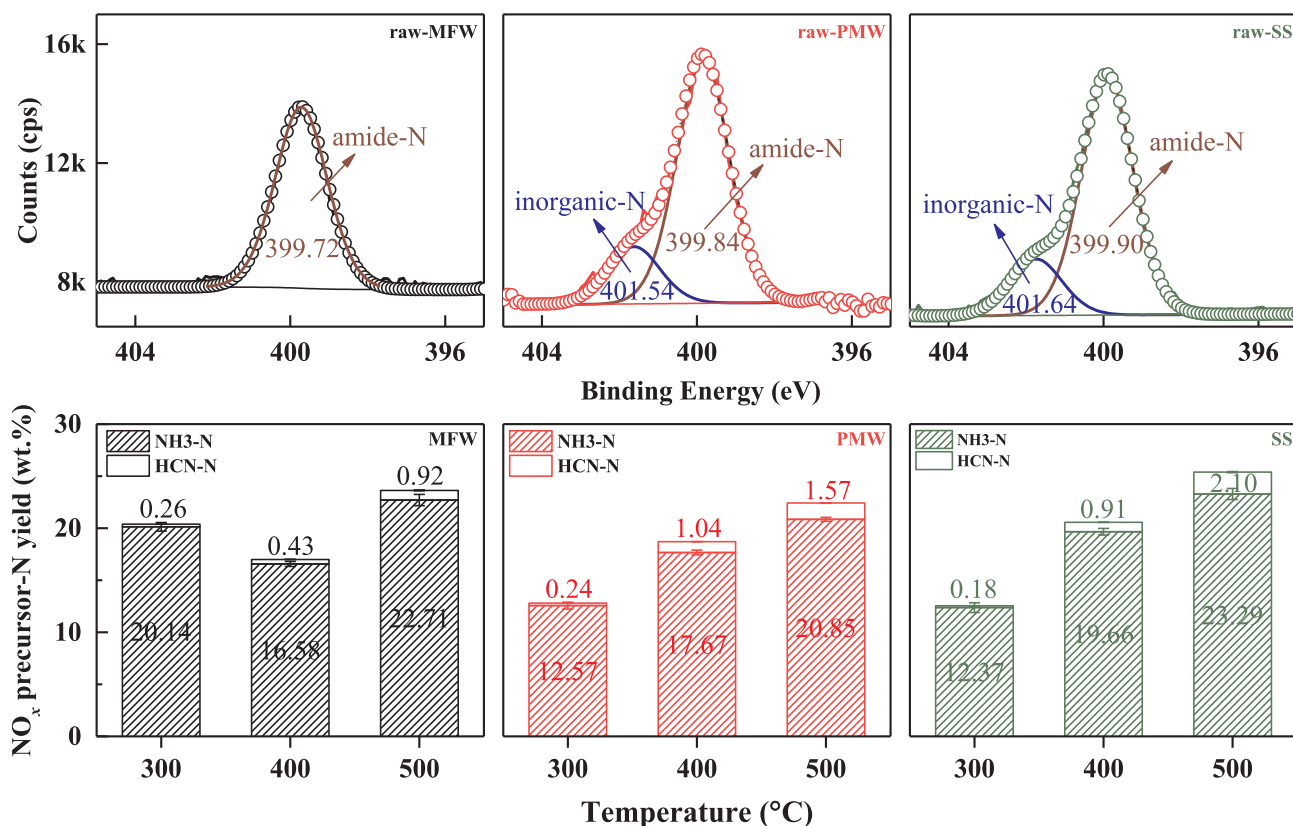 raw-MFW
raw-PMW
raw-SS
16k
12k
8k
Counts (cps)
amide-N
399.72
inorganic-N
amide-N
399.84
401.54
inorganic-N
amide-N
399.90
401.64
404 400 396
404 400 396
404 400 396
Binding Energy (eV)
30
20
10
0
NOx precursor-N yield (wt.%)
NH3-N
HCN-N
MFW
0.26
20.14
0.43
16.58
0.92
22.71
NH3-N
HCN-N
PMW
0.24
12.57
1.04
17.67
1.57
20.85
NH3-N
HCN-N
SS
0.18
12.37
0.91
19.66
2.10
23.29
300 400 500
300 400 500
300 400 500
Temperature (°C)